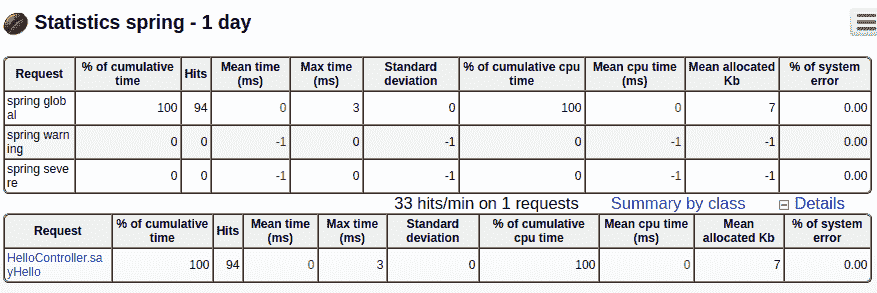 Statistics spring - 1 day
Request % of cumulative time Hits Mean time (ms) Max time (ms) Standard deviation % of cumulative cpu time Mean cpu time (ms) Mean allocated Kb % of system error
spring global 100 94 0 3 0 100 0 7 0.00
spring warning 0 0 -1 0 -1 0 -1 -1 0.00
spring severe 0 0 -1 0 -1 0 -1 -1 0.00
33 hits/min on 1 requests Summary by class Details
Request % of cumulative time Hits Mean time (ms) Max time (ms) Standard deviation % of cumulative cpu time Mean cpu time (ms) Mean allocated Kb % of system error
HelloController.sayHello 100 94 0 3 0 100 0 7 0.00